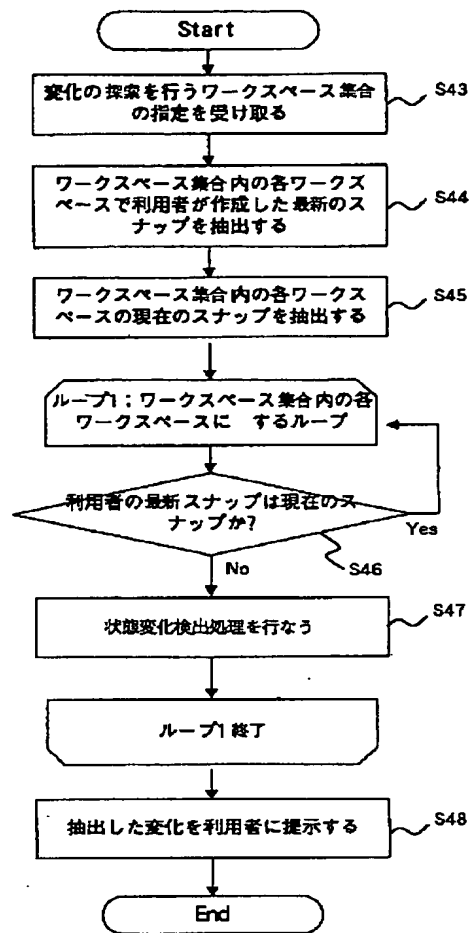 Start
変化の探索を行うワークスペース集合
の指定を受け取る
S43
ワークスペース集合内の各ワークス
ペースで利用者が作成した最新のス
ナップを抽出する
S44
ワークスペース集合内の各ワークス
ペースの現在のスナップを抽出する
S45
ループ1：ワークスペース集合内の各
ワークスペースに するループ
利用者の最新スナップは現在のス
ナップか？
Yes
S46
No
状態変化検出処理を行なう
S47
ループ1 終了
抽出した変化を利用者に提示する
S48
End